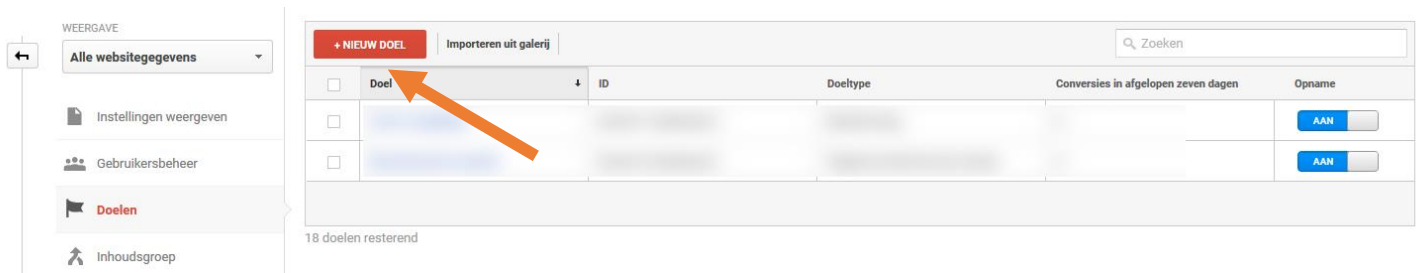 WEERGAVE
Alle websitegegevens
Instellingen weergeven
Gebruikersbeheer
Doelen
Inhoudsgroep
+ NIEUW DOEL
Importeren uit galerij
Zoeken
Doel ID Doeltype Conversies in afgelopen zeven dagen Opname
AAN
AAN
18 doelen resterend